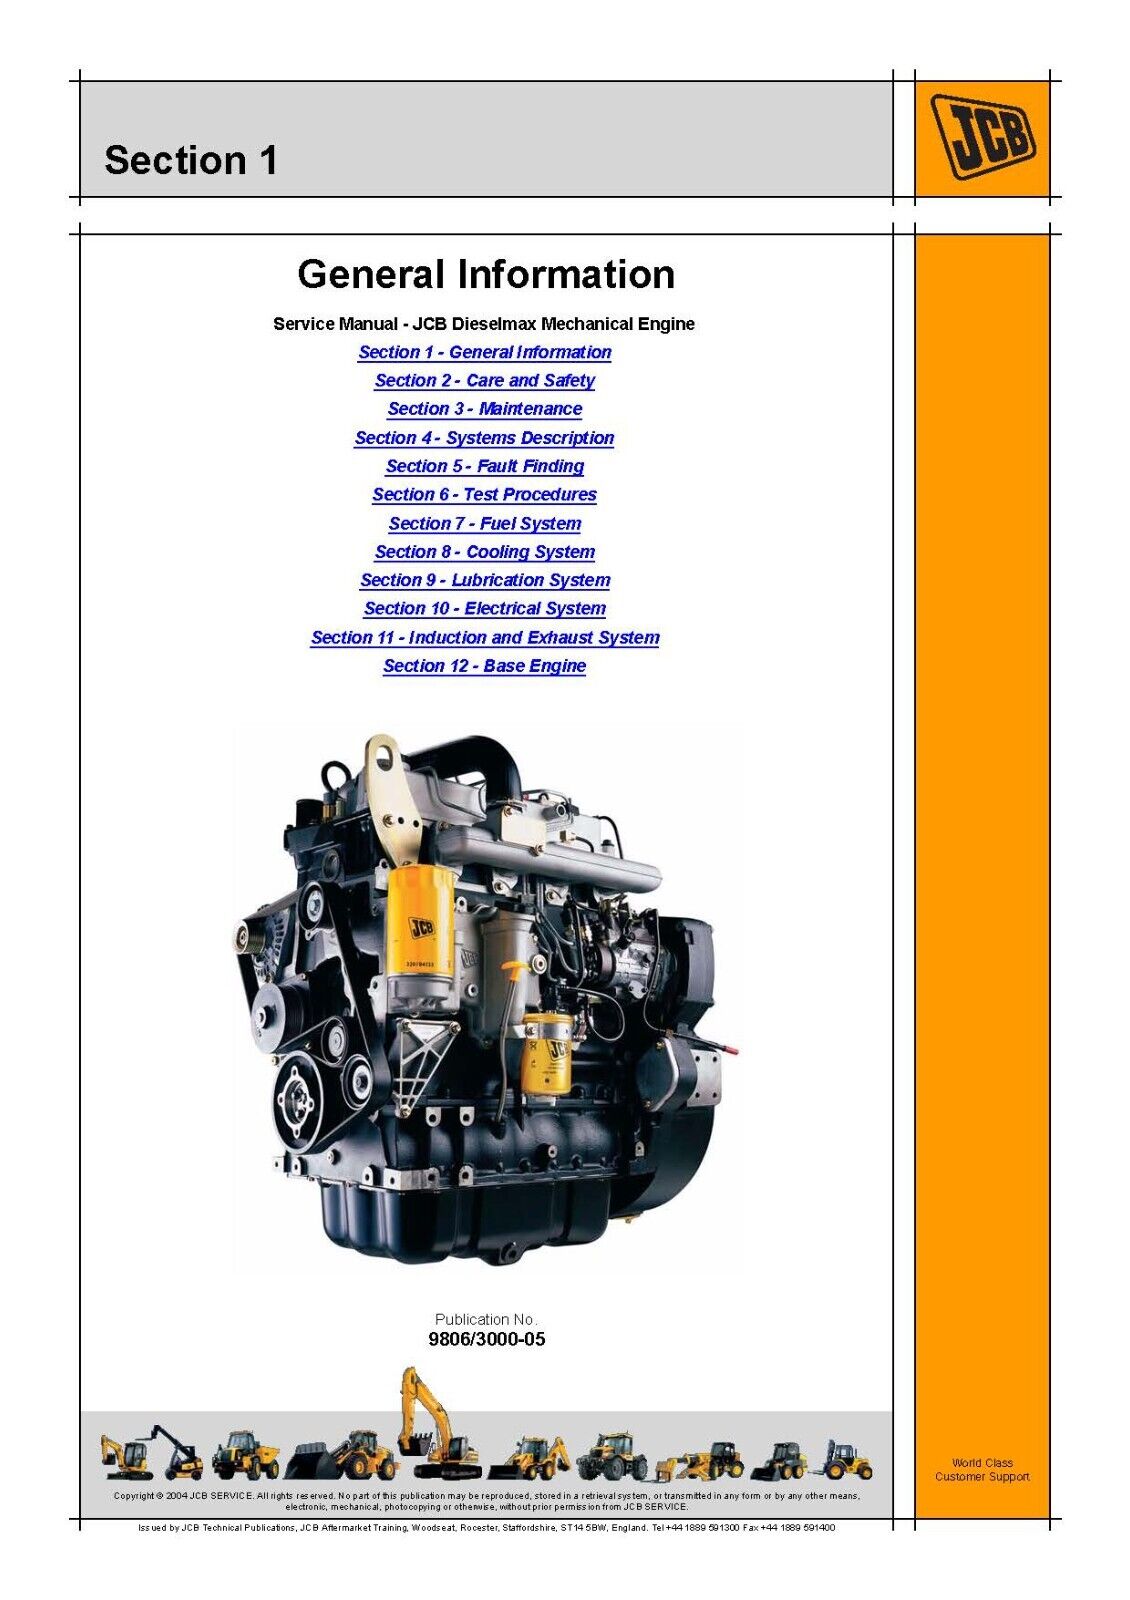 Section 1
JCB
General Information
Service Manual - JCB Dieselmax Mechanical Engine
Section 1 - General Information
Section 2 - Care and Safety
Section 3 - Maintenance
Section 4 - Systems Description
Section 5 - Fault Finding
Section 6 - Test Procedures
Section 7 - Fuel System
Section 8 - Cooling System
Section 9 - Lubrication System
Section 10 - Electrical System
Section 11 - Induction and Exhaust System
Section 12 - Base Engine
JCB
JCB
JCB
Publication No.
9806/3000-05
World Class
Customer Support
Copyright © 2004 JCB SERVICE. All rights reserved. No part of this publication may be reproduced, stored in a retrieval system, or transmitted in any form or by any other means,
electronic, mechanical, photocopying or otherwise, without prior permission from JCB SERVICE.
Issued by JCB Technical Publications, JCB Aftermarket Training, Woodseat, Rocester, Staffordshire, ST14 5BW, England. Tel +44 1889 591300 Fax +44 1889 591400